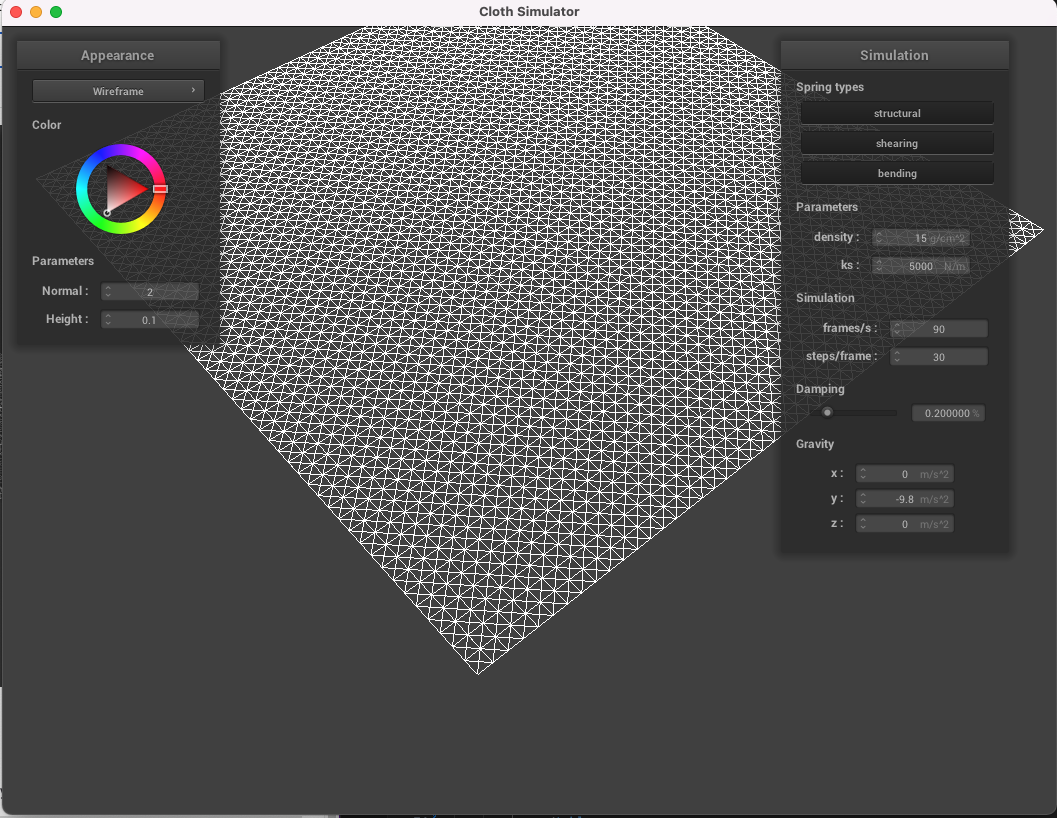 Cloth Simulator
Appearance
Wireframe
Color
Parameters
Normal : 2
Height : 0.1
Simulation
Spring types
structural
shearing
bending
Parameters
density : 15 g/cm^2
ks : 5000 N/m
Simulation
frames/s : 90
steps/frame : 30
Damping
0.200000 %
Gravity
x : 0 m/s^2
y : -9.8 m/s^2
z : 0 m/s^2